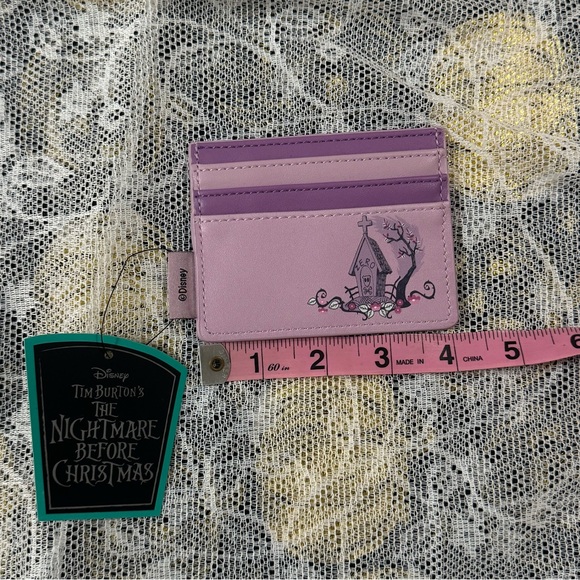 ©Disney
1 60 in 2 3 MADE IN 4 CHINA 5 6
Disney
TIM BURTON'S
THE
NIGHTMARE
BEFORE
CHRISTMAS